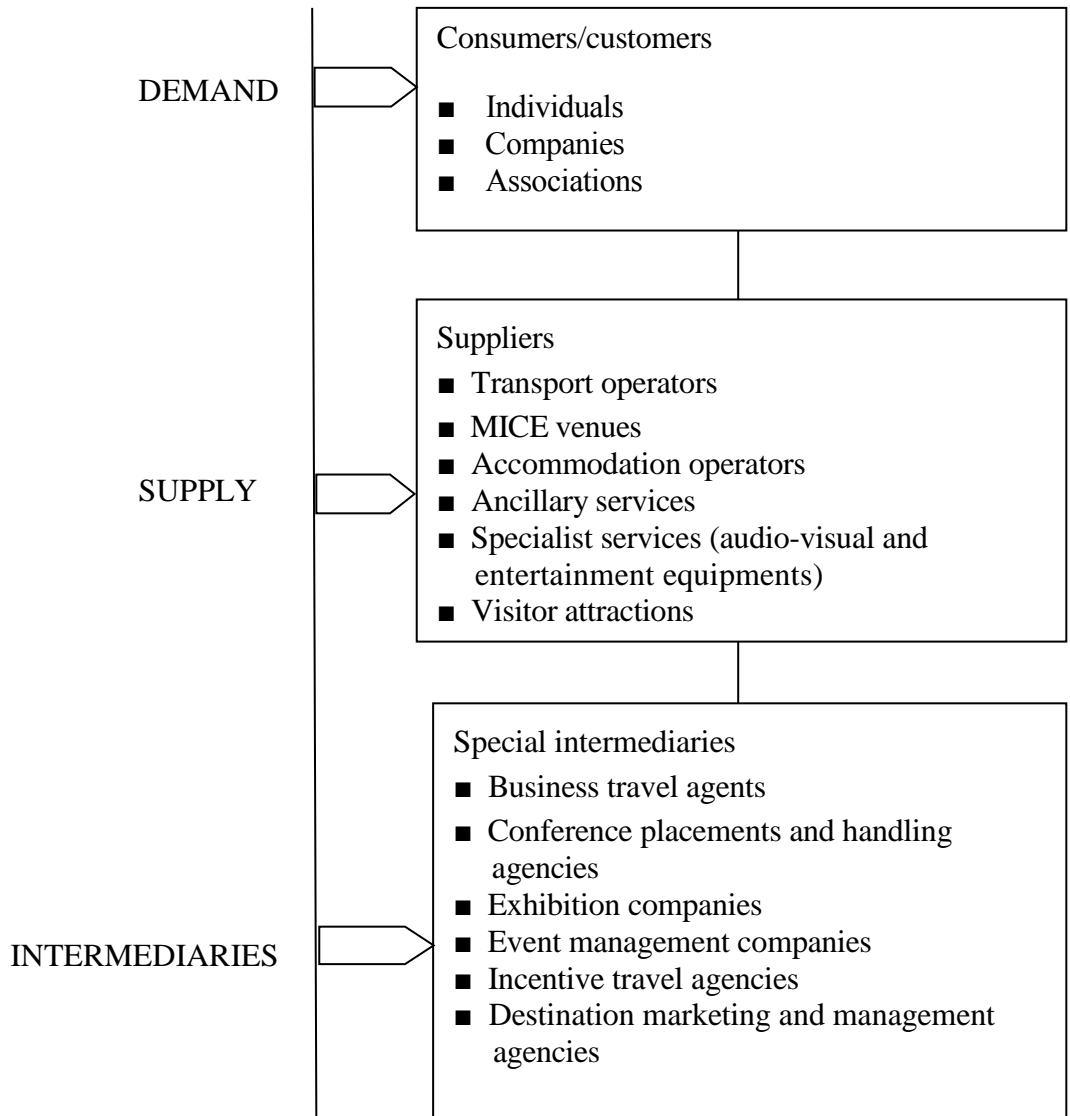 DEMAND
Consumers/customers
■ Individuals
■ Companies
■ Associations
SUPPLY
Suppliers
■ Transport operators
■ MICE venues
■ Accommodation operators
■ Ancillary services
■ Specialist services (audio-visual and
entertainment equipments)
■ Visitor attractions
INTERMEDIARIES
Special intermediaries
■ Business travel agents
■ Conference placements and handling
agencies
■ Exhibition companies
■ Event management companies
■ Incentive travel agencies
■ Destination marketing and management
agencies